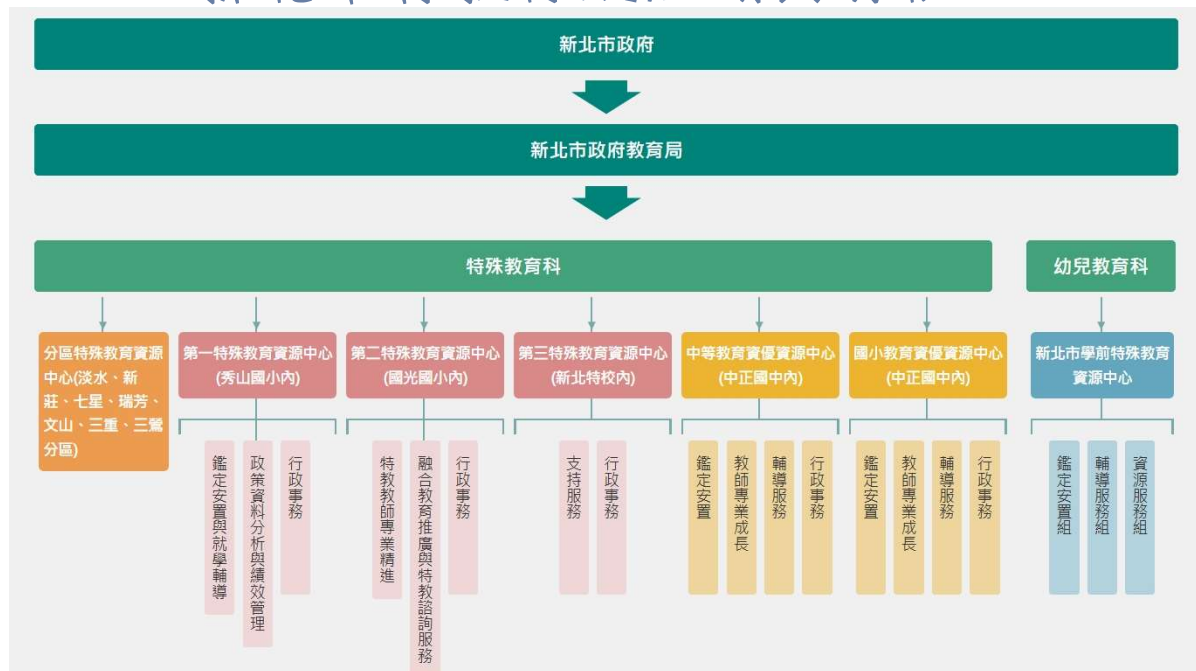 新北市政府
新北市政府教育局
特殊教育科
幼兒教育科
分區特殊教育資源
中心(淡水、新
莊、七星、瑞芳、
文山、三重、三鶯
分區)
第一特殊教育資源中心
(秀山國小內)
第二特殊教育資源中心
(國光國小內)
第三特殊教育資源中心
(新北特校內)
中等教育資優資源中心
(中正國中內)
國小教育資優資源中心
(中正國中內)
新北市學前特殊教育
資源中心
鑑定安置與就學輔導
政策資料分析與績效管理
行政事務
特教教師專業精進
融合教育推廣與特教諮詢服務
行政事務
支持服務
行政事務
鑑定安置
教師專業成長
輔導服務
行政事務
鑑定安置
教師專業成長
輔導服務
行政事務
鑑定安置組
輔導服務組
資源服務組